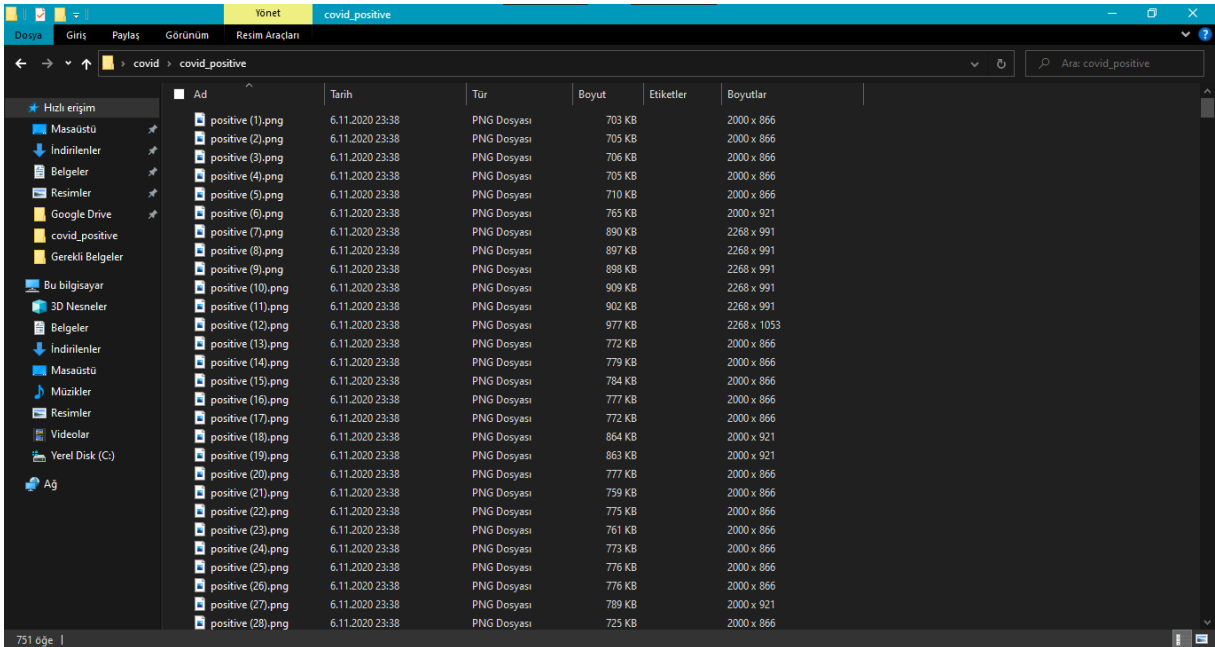 Yönet covid_positive
Dosya Giriş Paylaş Görünüm Resim Araçları
covid > covid_positive Ara: covid_positive
Ad Tarih Tür Boyut Etiketler Boyutlar
Hızlı erişim
Masaüstü
İndirilenler
Belgeler
Resimler
Google Drive
covid_positive
Gerekli Belgeler
Bu bilgisayar
3D Nesneler
Belgeler
İndirilenler
Masaüstü
Müzikler
Resimler
Videolar
Yerel Disk (C:)
Ağ
positive (1).png 6.11.2020 23:38 PNG Dosyası 703 KB 2000 x 866
positive (2).png 6.11.2020 23:38 PNG Dosyası 705 KB 2000 x 866
positive (3).png 6.11.2020 23:38 PNG Dosyası 706 KB 2000 x 866
positive (4).png 6.11.2020 23:38 PNG Dosyası 705 KB 2000 x 866
positive (5).png 6.11.2020 23:38 PNG Dosyası 710 KB 2000 x 866
positive (6).png 6.11.2020 23:38 PNG Dosyası 765 KB 2000 x 921
positive (7).png 6.11.2020 23:38 PNG Dosyası 890 KB 2268 x 991
positive (8).png 6.11.2020 23:38 PNG Dosyası 897 KB 2268 x 991
positive (9).png 6.11.2020 23:38 PNG Dosyası 898 KB 2268 x 991
positive (10).png 6.11.2020 23:38 PNG Dosyası 909 KB 2268 x 991
positive (11).png 6.11.2020 23:38 PNG Dosyası 902 KB 2268 x 991
positive (12).png 6.11.2020 23:38 PNG Dosyası 977 KB 2268 x 1053
positive (13).png 6.11.2020 23:38 PNG Dosyası 772 KB 2000 x 866
positive (14).png 6.11.2020 23:38 PNG Dosyası 779 KB 2000 x 866
positive (15).png 6.11.2020 23:38 PNG Dosyası 784 KB 2000 x 866
positive (16).png 6.11.2020 23:38 PNG Dosyası 777 KB 2000 x 866
positive (17).png 6.11.2020 23:38 PNG Dosyası 772 KB 2000 x 866
positive (18).png 6.11.2020 23:38 PNG Dosyası 864 KB 2000 x 921
positive (19).png 6.11.2020 23:38 PNG Dosyası 863 KB 2000 x 921
positive (20).png 6.11.2020 23:38 PNG Dosyası 777 KB 2000 x 866
positive (21).png 6.11.2020 23:38 PNG Dosyası 759 KB 2000 x 866
positive (22).png 6.11.2020 23:38 PNG Dosyası 775 KB 2000 x 866
positive (23).png 6.11.2020 23:38 PNG Dosyası 761 KB 2000 x 866
positive (24).png 6.11.2020 23:38 PNG Dosyası 773 KB 2000 x 866
positive (25).png 6.11.2020 23:38 PNG Dosyası 776 KB 2000 x 866
positive (26).png 6.11.2020 23:38 PNG Dosyası 776 KB 2000 x 866
positive (27).png 6.11.2020 23:38 PNG Dosyası 789 KB 2000 x 921
positive (28).png 6.11.2020 23:38 PNG Dosyası 725 KB 2000 x 866
751 öğe